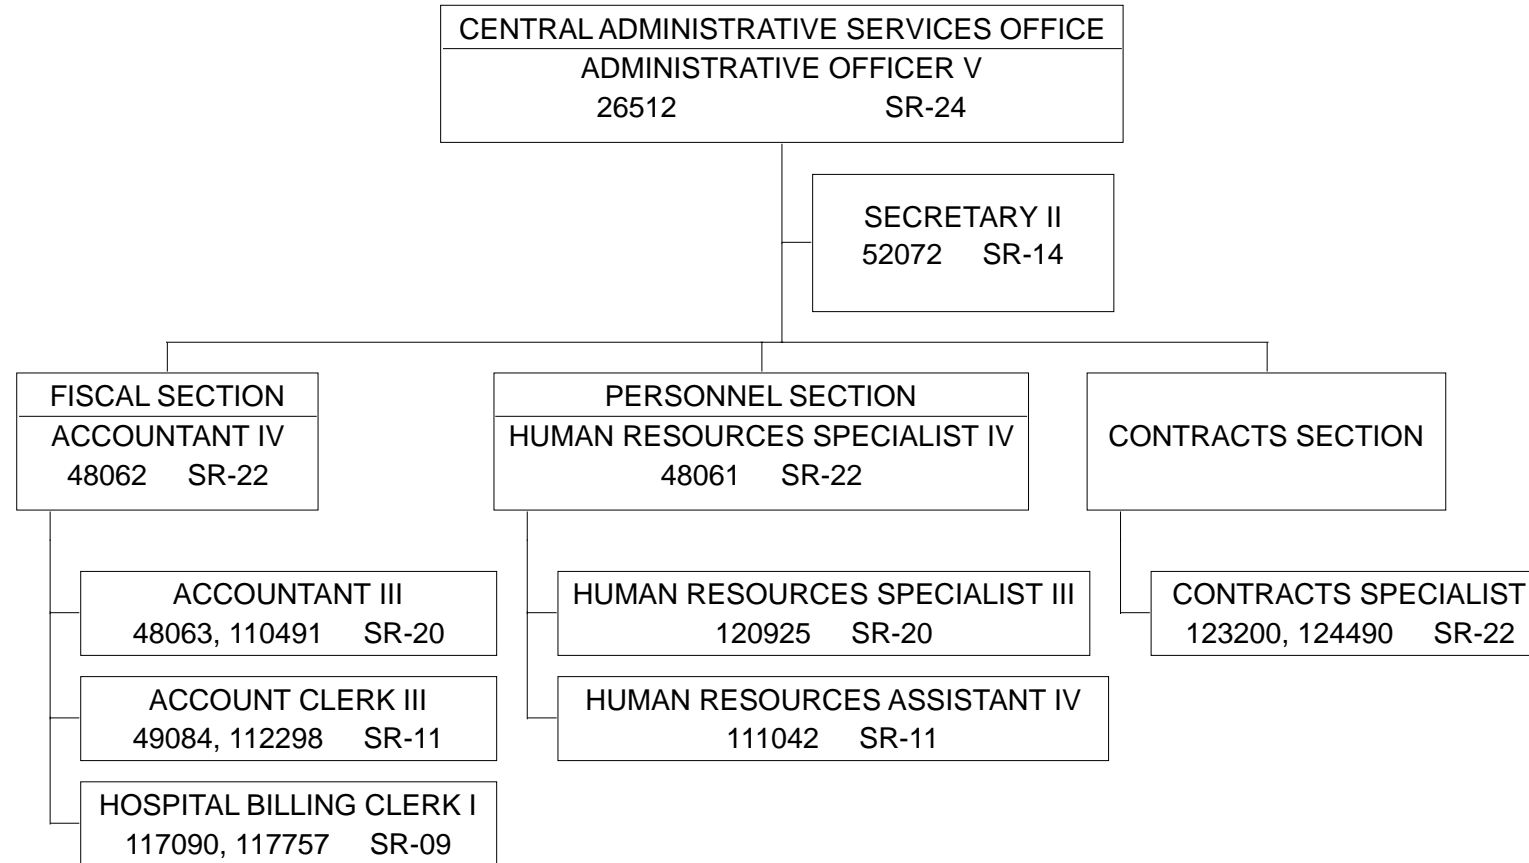 CENTRAL ADMINISTRATIVE SERVICES OFFICE
ADMINISTRATIVE OFFICER V
26512 SR-24
SECRETARY II
52072 SR-14
FISCAL SECTION
ACCOUNTANT IV
48062 SR-22
PERSONNEL SECTION
HUMAN RESOURCES SPECIALIST IV
48061 SR-22
CONTRACTS SECTION
ACCOUNTANT III
48063, 110491 SR-20
ACCOUNT CLERK III
49084, 112298 SR-11
HOSPITAL BILLING CLERK I
117090, 117757 SR-09
HUMAN RESOURCES SPECIALIST III
120925 SR-20
HUMAN RESOURCES ASSISTANT IV
111042 SR-11
CONTRACTS SPECIALIST
123200, 124490 SR-22